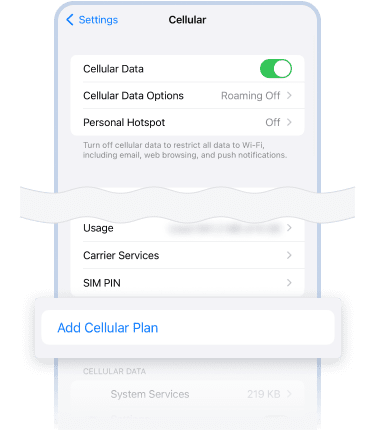 Settings
Cellular
Cellular Data
Cellular Data Options Roaming Off
Personal Hotspot Off
Turn off cellular data to restrict all data to Wi-Fi,
including email, web browsing, and push notifications.
Usage
Carrier Services
SIM PIN
Add Cellular Plan
CELLULAR DATA
System Services 219 KB